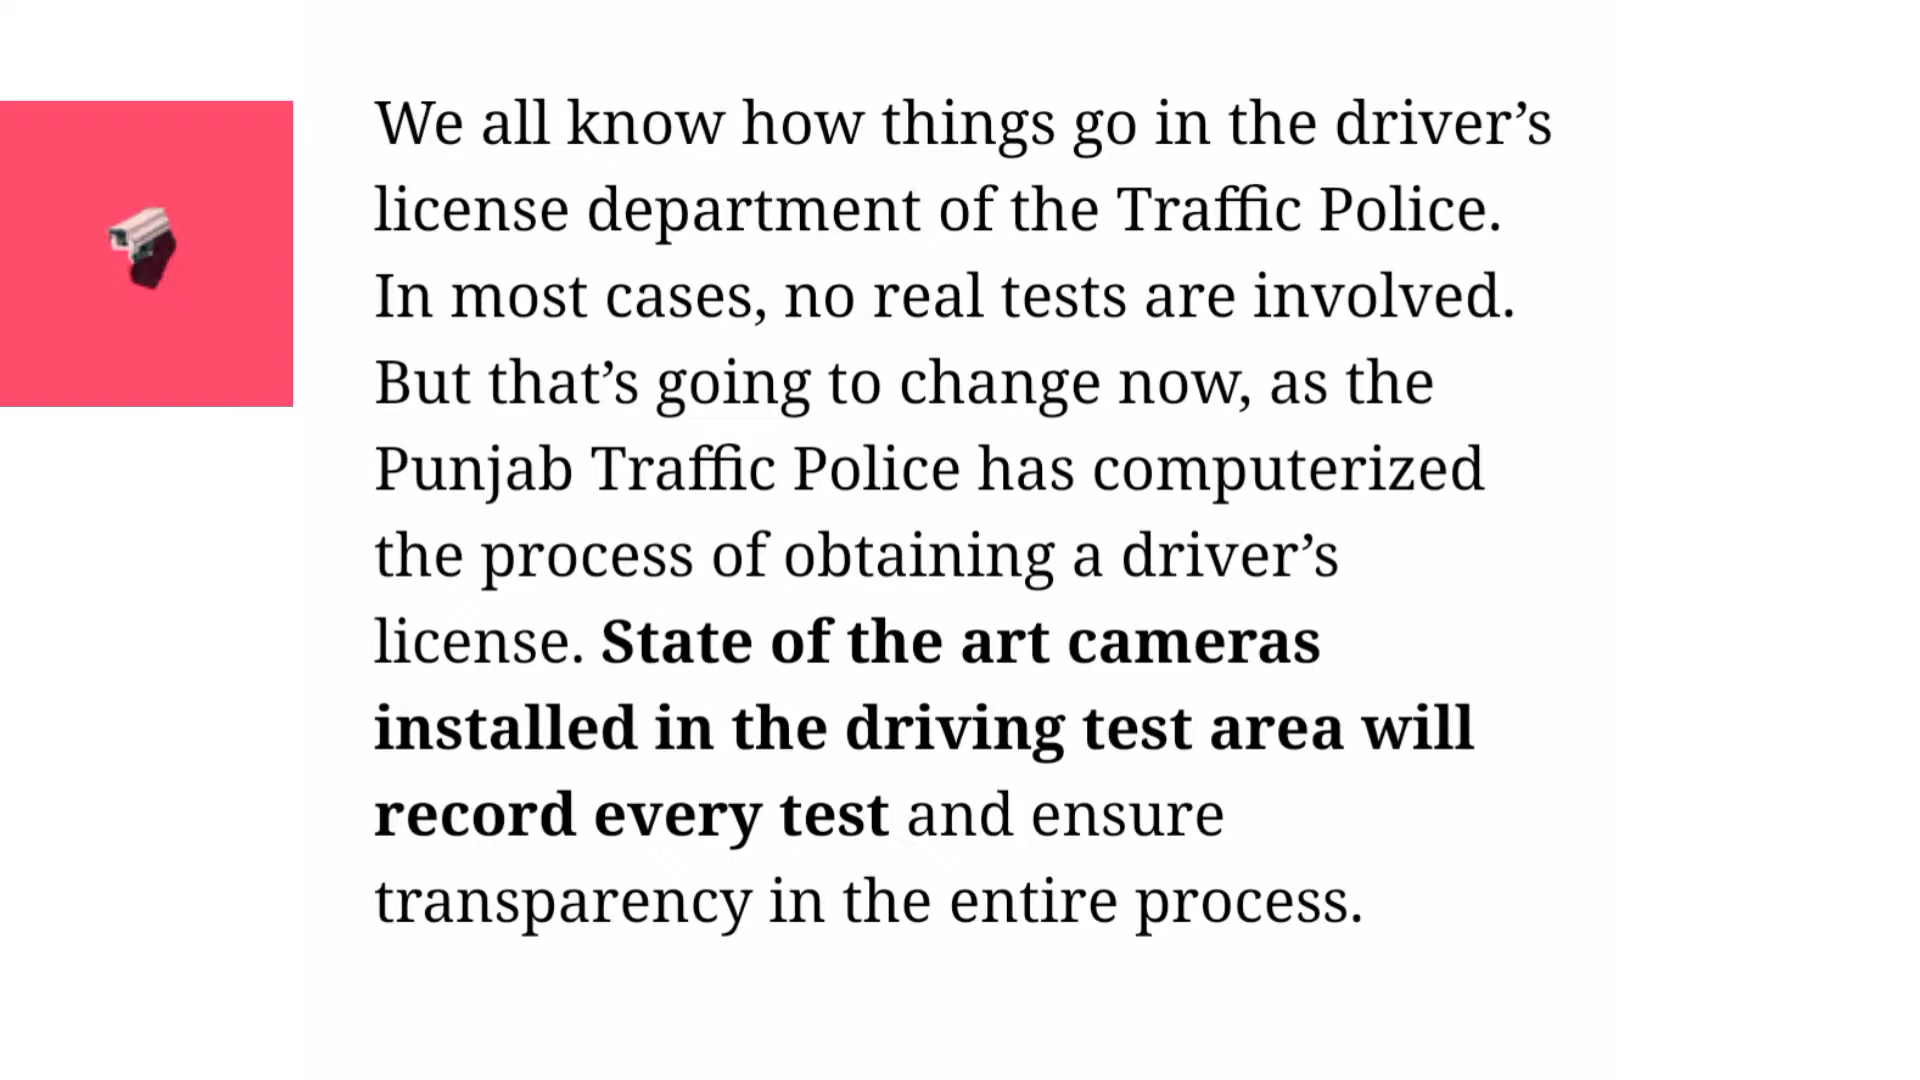 We all know how things go in the driver’s
license department of the Traffic Police.
In most cases, no real tests are involved.
But that’s going to change now, as the
Punjab Traffic Police has computerized
the process of obtaining a driver’s
license. State of the art cameras
installed in the driving test area will
record every test and ensure
transparency in the entire process.